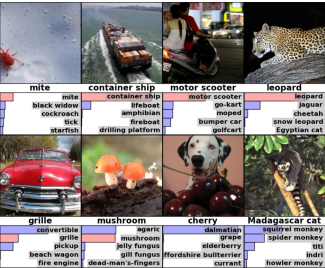 mite
container ship
motor scooter
leopard
mite
black widow
cockroach
tick
starfish
container ship
lifeboat
amphibian
fireboat
drilling platform
motor scooter
go-kart
moped
bumper car
golfcart
leopard
jaguar
cheetah
snow leopard
Egyptian cat
grille
mushroom
cherry
Madagascar cat
convertible
grille
pickup
beach wagon
fire engine
agaric
mushroom
jelly fungus
gill fungus
dead-man's-fingers
dalmatian
grape
elderberry
ffordshire bullterrier
currant
squirrel monkey
spider monkey
titi
indri
howler monkey